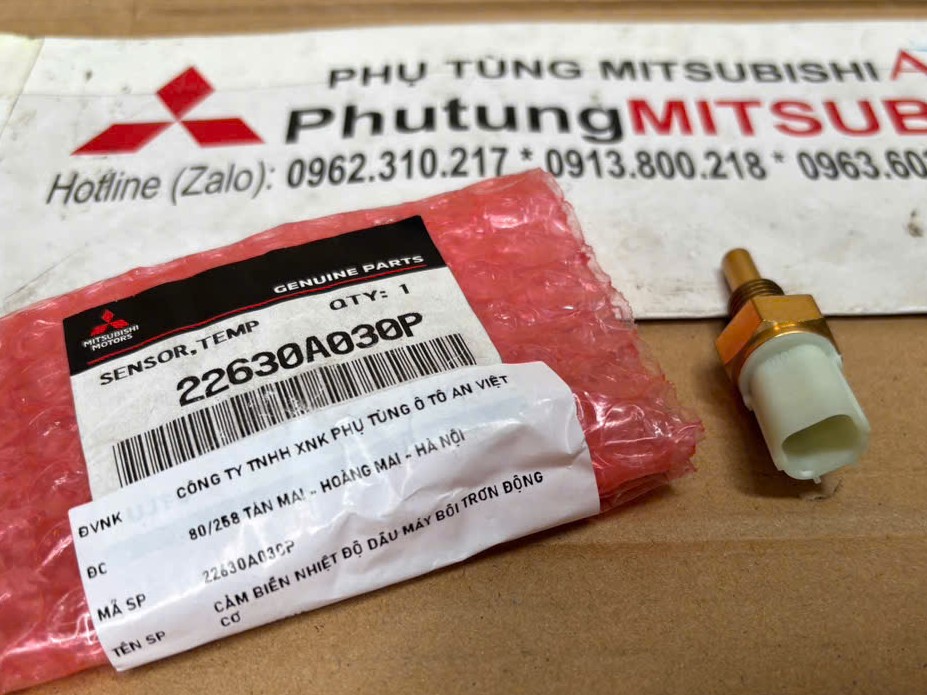 PHỤ TÙNG MITSUBISHI A
PhutungMITSUB
Hotline (Zalo): 0962.310.217 * 0913.800.218 * 0963.60
GENUINE PARTS
MITSUBISHI
MOTORS
QTY: 1
SENSOR,TEMP
22630A030P
ĐVNK CÔNG TY TNHH XNK PHỤ TÙNG Ô TÔ AN VIỆT
ĐC 80/258 TÂN MAI - HOÀNG MAI - HÀ NỘI
MÃ SP 22630A030P
TÊN SP CẢM BIẾN NHIỆT ĐỘ DẦU MÁY BÔI TRƠN ĐỘNG
CƠ